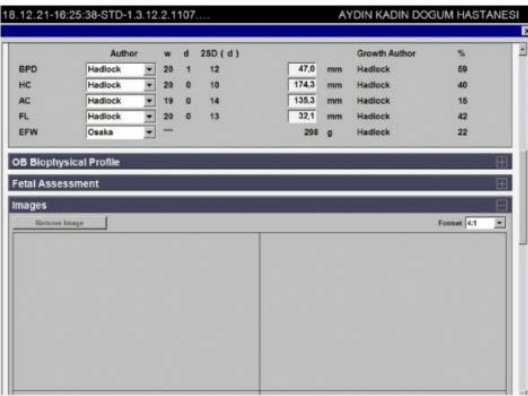 18.12.21-16:25:38-STD-1.3.12.2.1107....
AYDIN KADIN DOGUM HASTANESI
Author w d 2SD ( d ) Growth Author %
BPD Hadlock 20 1 12 47,0 mm Hadlock 59
HC Hadlock 20 0 10 174,3 mm Hadlock 40
AC Hadlock 19 0 14 135,3 mm Hadlock 15
FL Hadlock 20 0 13 32,1 mm Hadlock 42
EFW Osaka --- 298 g Hadlock 22
OB Biophysical Profile
Fetal Assessment
Images
Remove Image Format 4:1